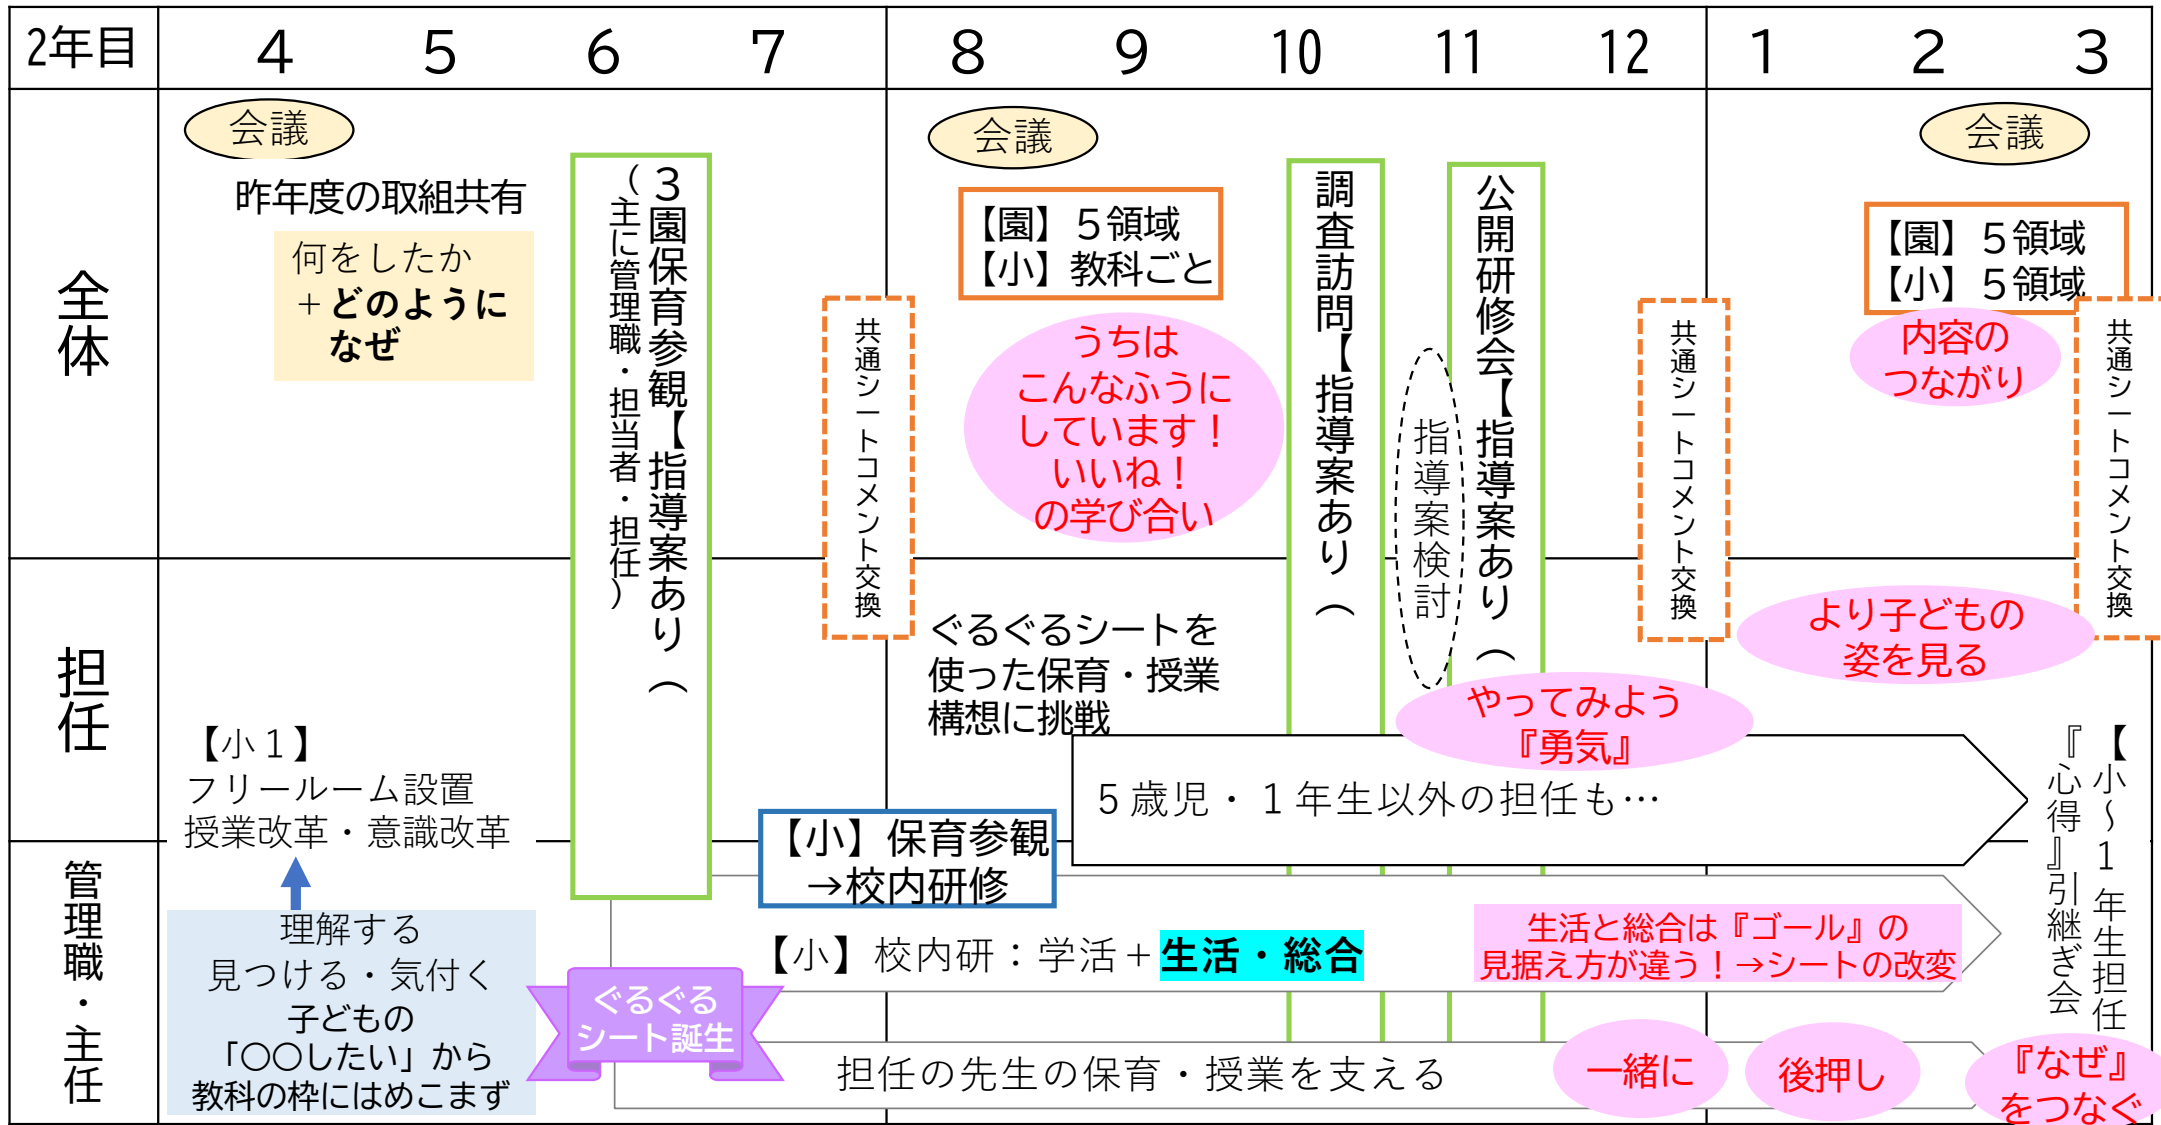 2年目
４
５
６
７
８
９
10
11
12
１
２
３
全体
会議
昨年度の取組共有
何をしたか
＋どのように
なぜ
３園保育参観【指導案あり（
（主に管理職・担当者・担任）
共通シートコメント交換
会議
【園】５領域
【小】教科ごと
うちは
こんなふうに
しています！
いいね！
の学び合い
調査訪問【指導案あり（
指導案検討
公開研修会【指導案あり（
共通シートコメント交換
会議
【園】５領域
【小】５領域
内容の
つながり
共通シートコメント交換
担任
【小１】
フリールーム設置
授業改革・意識改革
ぐるぐるシートを
使った保育・授業
構想に挑戦
やってみよう
『勇気』
より子どもの
姿を見る
５歳児・１年生以外の担任も…
【小～１年生担任
『心得』引継ぎ会
管理職・主任
理解する
見つける・気付く
子どもの
「〇〇したい」から
教科の枠にはめこまず
【小】保育参観
→校内研修
【小】校内研：学活＋生活・総合
生活と総合は『ゴール』の
見据え方が違う！→シートの改変
ぐるぐる
シート誕生
担任の先生の保育・授業を支える
一緒に
後押し
『なぜ』
をつなぐ